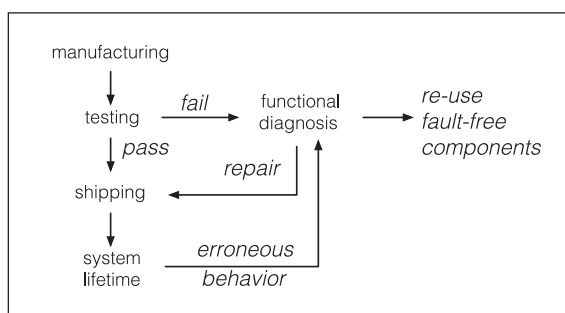 manufacturing
testing
fail
functional
diagnosis
re-use
fault-free
components
pass
repair
shipping
system
lifetime
erroneous
behavior